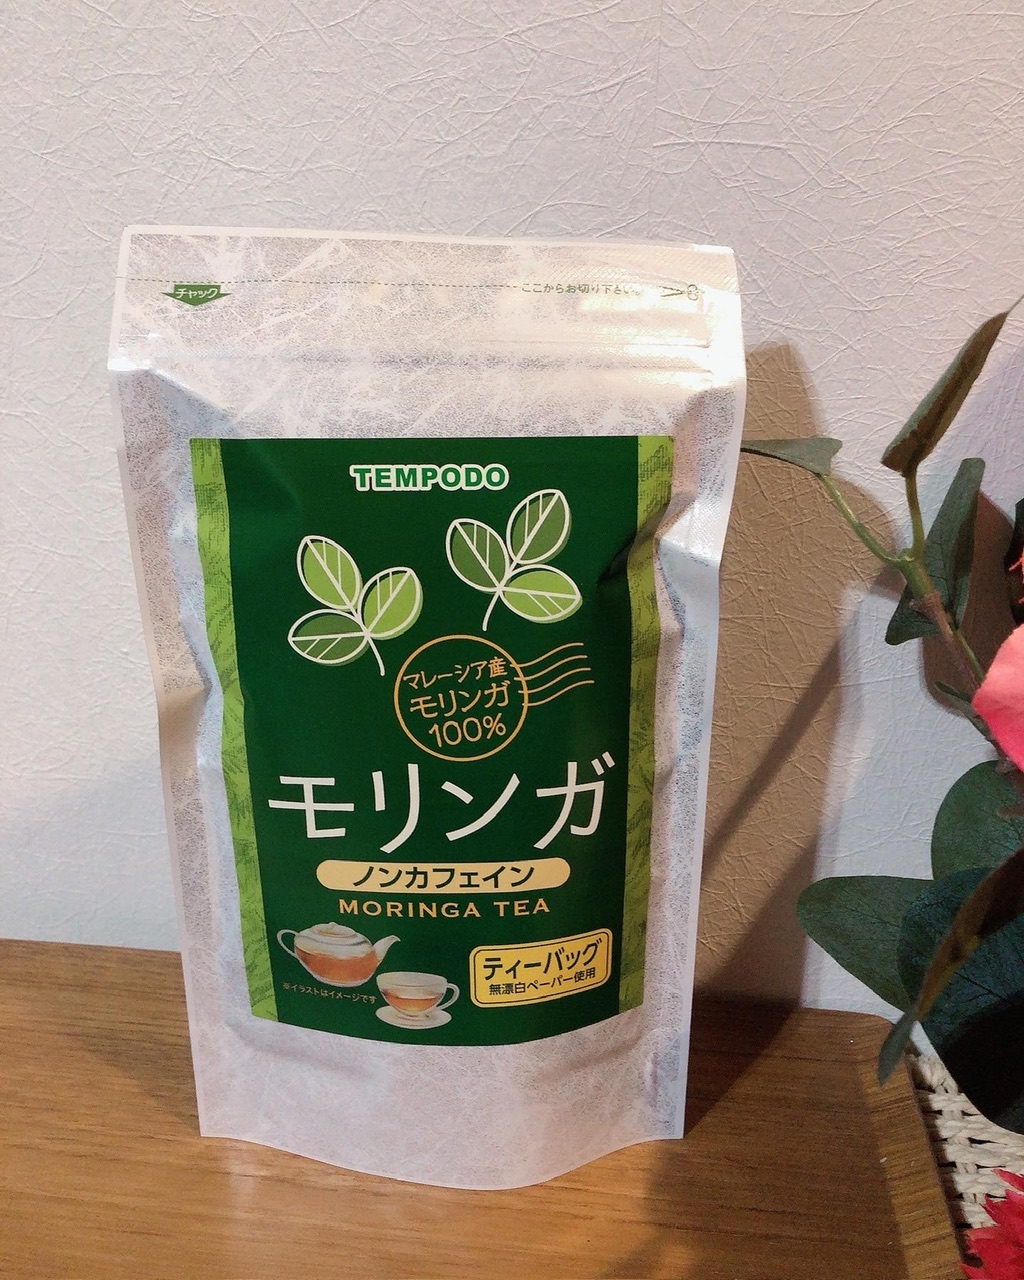 チャック
ここからお切り下さい。
TEMPODO
マレーシア産
モリンガ
100%
モリンガ
ノンカフェイン
MORINGA TEA
ティーバッグ
無漂白ペーパー使用
※イラストはイメージです